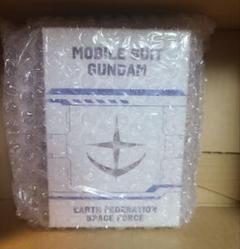 MOBILE SUIT
GUNDAM
EARTH FEDERATION
SPACE FORCE